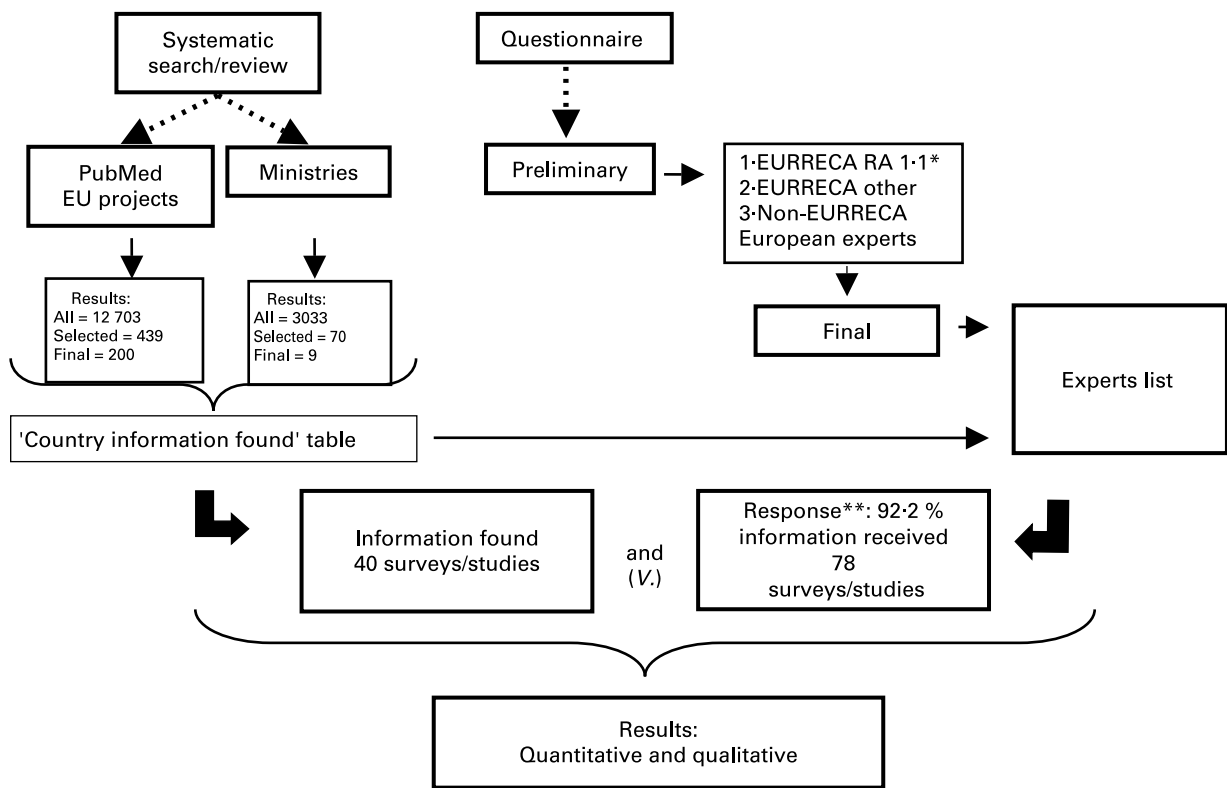 Systematic
search/review
Questionnaire
PubMed
EU projects
Ministries
Preliminary
1·EURRECA RA 1·1*
2·EURRECA other
3·Non-EURRECA
European experts
Results:
All = 12 703
Selected = 439
Final = 200
Results:
All = 3033
Selected = 70
Final = 9
Final
Experts list
'Country information found' table
Information found
40 surveys/studies
and
(V.)
Response**: 92·2 %
information received
78
surveys/studies
Results:
Quantitative and qualitative